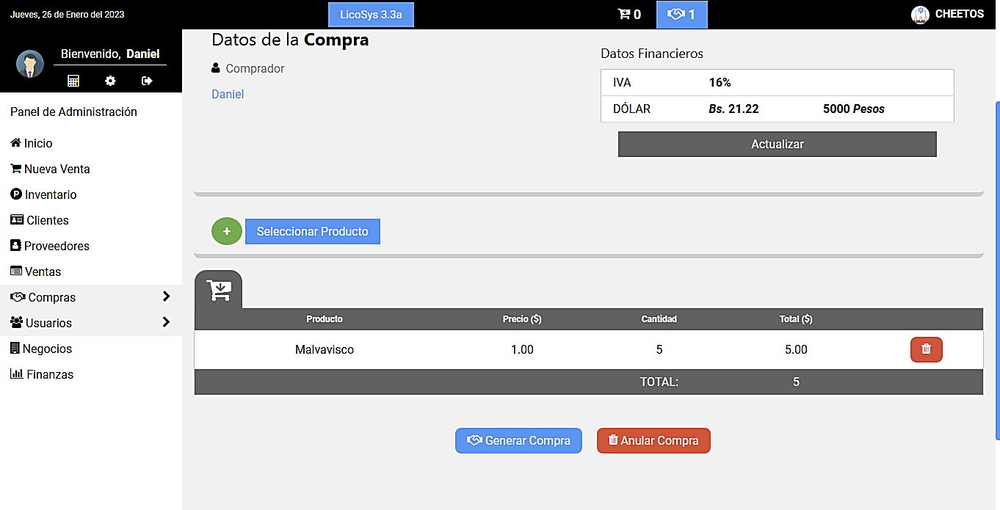 Jueves, 26 de Enero del 2023
LicoSys 3.3a
0
1
CHEETOS
Bienvenido, Daniel
Panel de Administración
Inicio
Nueva Venta
Inventario
Clientes
Proveedores
Ventas
Compras
Usuarios
Negocios
Finanzas
Datos de la Compra
Comprador
Daniel
Datos Financieros
IVA 16%
DÓLAR Bs. 21.22 5000 Pesos
Actualizar
+ Seleccionar Producto
Producto Precio ($) Cantidad Total ($)
Malvavisco 1.00 5 5.00
TOTAL: 5
Generar Compra Anular Compra